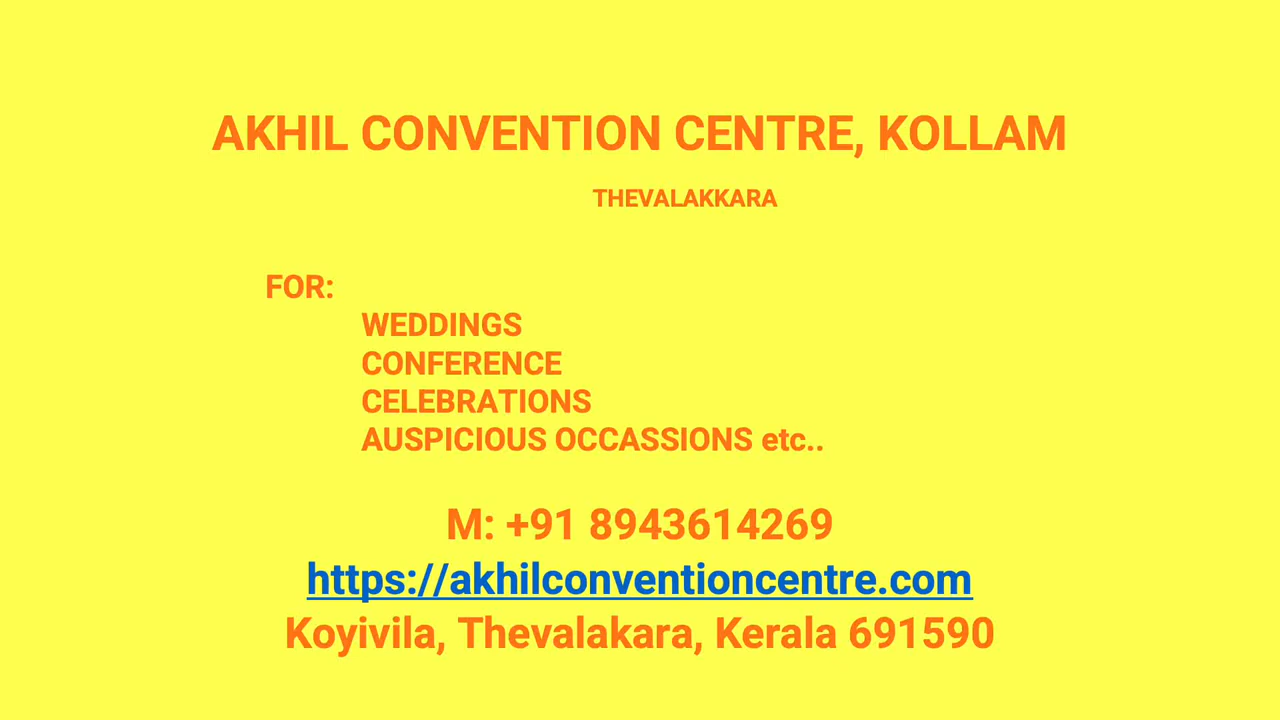 AKHIL CONVENTION CENTRE, KOLLAM
THEVALAKKARA
FOR:
WEDDINGS
CONFERENCE
CELEBRATIONS
AUSPICIOUS OCCASSIONS etc..
M: +91 8943614269
https://akhilconventioncentre.com
Koyivila, Thevalakara, Kerala 691590